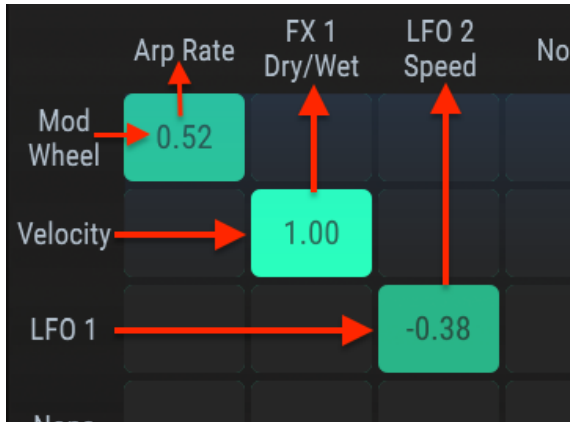 Arp Rate
FX 1
Dry/Wet
LFO 2
Speed
No
Mod
Wheel
0.52
Velocity
1.00
LFO 1
-0.38